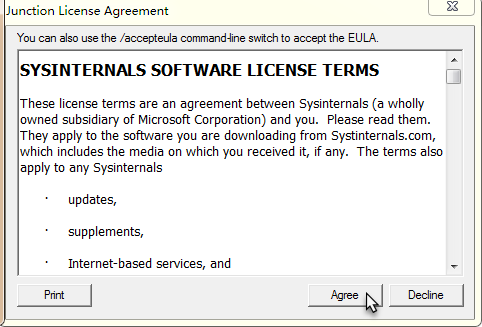 Junction License Agreement
You can also use the /accepteula command-line switch to accept the EULA.
SYSINTERNALS SOFTWARE LICENSE TERMS
These license terms are an agreement between Sysinternals (a wholly
owned subsidiary of Microsoft Corporation) and you.  Please read them.
They apply to the software you are downloading from Systinternals.com,
which includes the media on which you received it, if any.  The terms also
apply to any Sysinternals
· updates,
· supplements,
· Internet-based services, and
Print Agree Decline